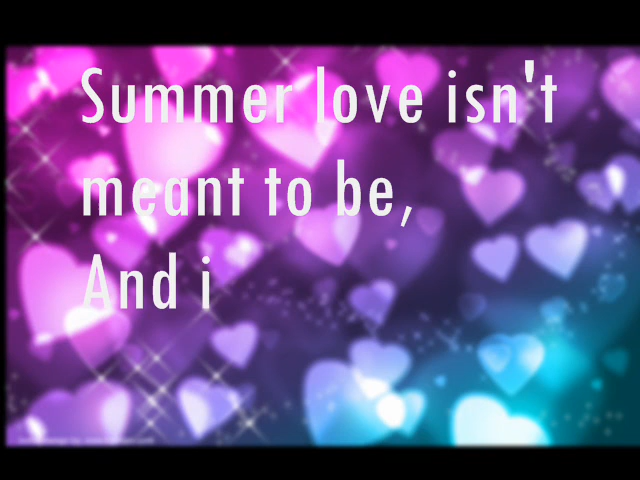 Summer love isn't
meant to be,
And i